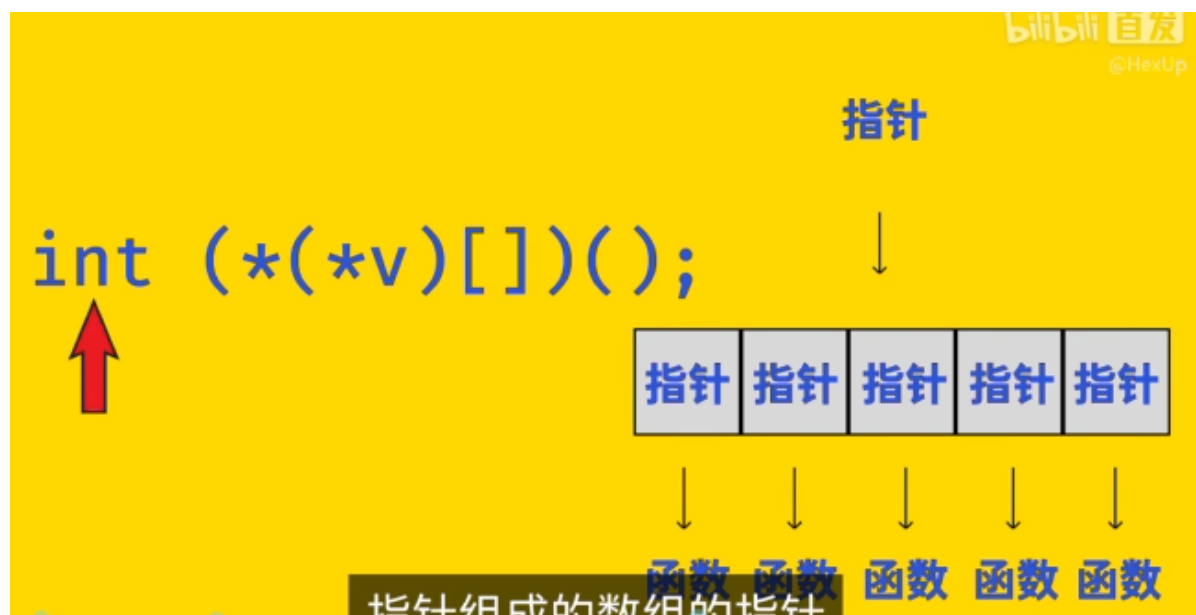 bilibili 首发
@HexUp
指针
int (*(*v)[])();
指针 指针 指针 指针 指针
函数 函数 函数 函数 函数
指针组成的数组的指针